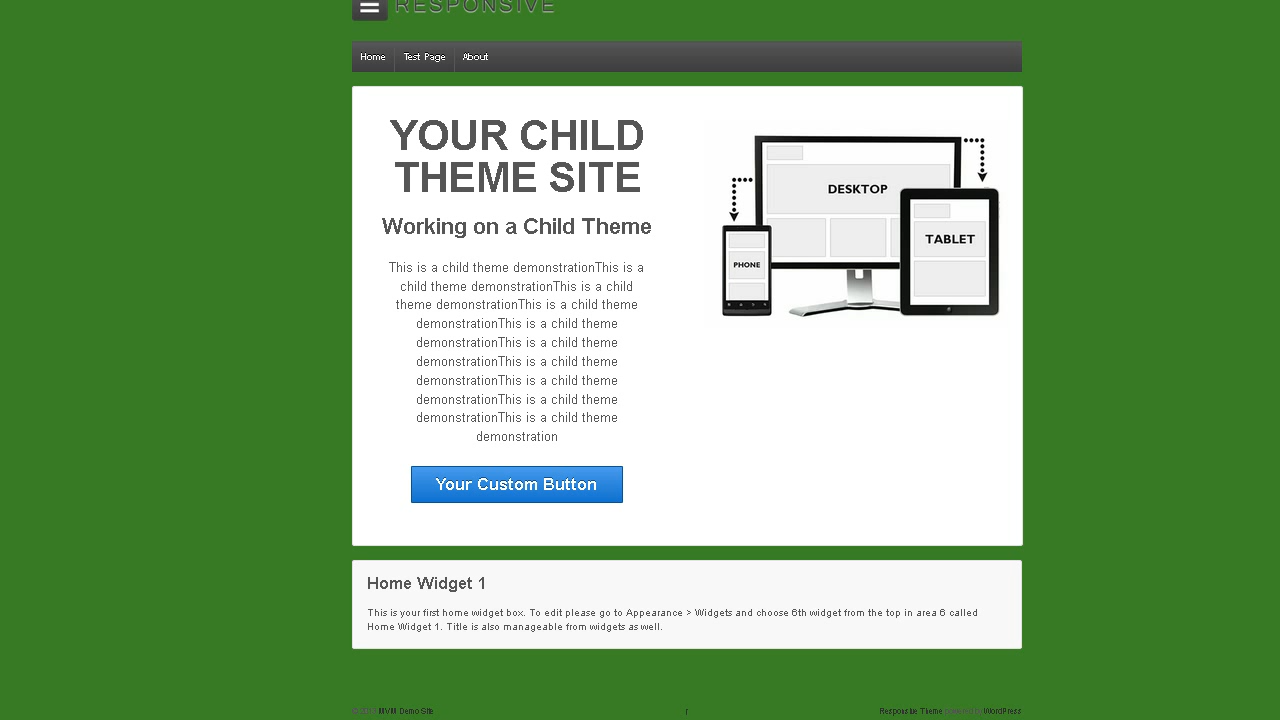 RESPONSIVE
Home Test Page About
YOUR CHILD
THEME SITE
Working on a Child Theme
This is a child theme demonstrationThis is a
child theme demonstrationThis is a child
theme demonstrationThis is a child theme
demonstrationThis is a child theme
demonstrationThis is a child theme
demonstrationThis is a child theme
demonstrationThis is a child theme
demonstrationThis is a child theme
demonstrationThis is a child theme
demonstration
Your Custom Button
DESKTOP
TABLET
PHONE
Home Widget 1
This is your first home widget box. To edit please go to Appearance > Widgets and choose 6th widget from the top in area 6 called
Home Widget 1. Title is also manageable from widgets as well.
© MVM Demo Site ↑ Responsive Theme powered by WordPress